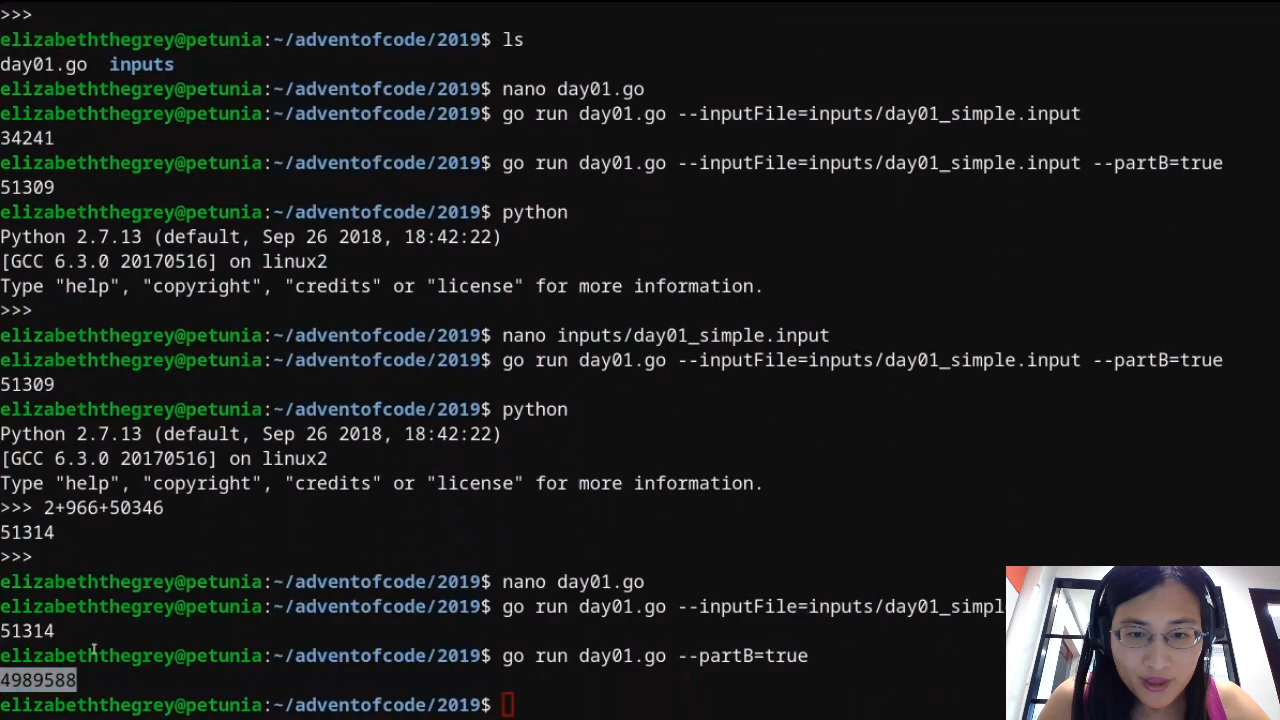 >>>
elizabeththegrey@petunia:~/adventofcode/2019$ ls
day01.go  inputs
elizabeththegrey@petunia:~/adventofcode/2019$ nano day01.go
elizabeththegrey@petunia:~/adventofcode/2019$ go run day01.go --inputFile=inputs/day01_simple.input
34241
elizabeththegrey@petunia:~/adventofcode/2019$ go run day01.go --inputFile=inputs/day01_simple.input --partB=true
51309
elizabeththegrey@petunia:~/adventofcode/2019$ python
Python 2.7.13 (default, Sep 26 2018, 18:42:22)
[GCC 6.3.0 20170516] on linux2
Type "help", "copyright", "credits" or "license" for more information.
>>>
elizabeththegrey@petunia:~/adventofcode/2019$ nano inputs/day01_simple.input
elizabeththegrey@petunia:~/adventofcode/2019$ go run day01.go --inputFile=inputs/day01_simple.input --partB=true
51309
elizabeththegrey@petunia:~/adventofcode/2019$ python
Python 2.7.13 (default, Sep 26 2018, 18:42:22)
[GCC 6.3.0 20170516] on linux2
Type "help", "copyright", "credits" or "license" for more information.
>>> 2+966+50346
51314
>>>
elizabeththegrey@petunia:~/adventofcode/2019$ nano day01.go
elizabeththegrey@petunia:~/adventofcode/2019$ go run day01.go --inputFile=inputs/day01_simpl
51314
elizabeththegrey@petunia:~/adventofcode/2019$ go run day01.go --partB=true
4989588
elizabeththegrey@petunia:~/adventofcode/2019$